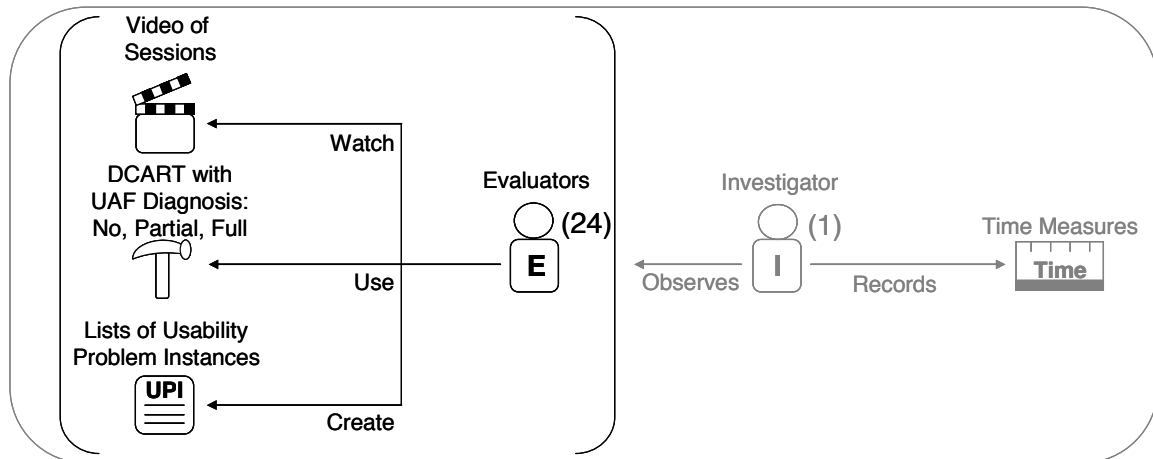 Video of
Sessions
Watch
DCART with
UAF Diagnosis:
No, Partial, Full
Use
Lists of Usability
Problem Instances
UPI
Create
Evaluators
(24)
E
Investigator
(1)
I
Observes
Records
Time Measures
Time